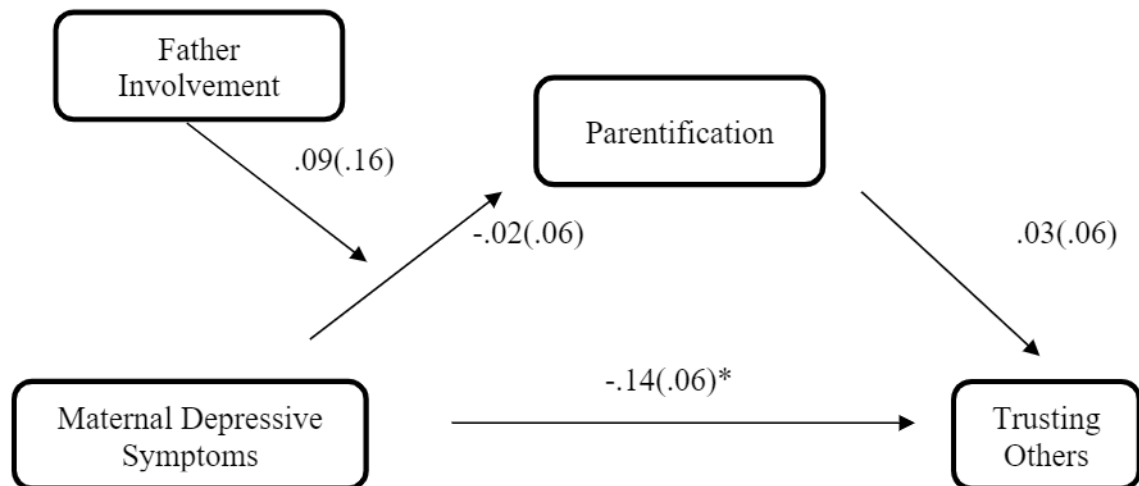 Father
Involvement
Parentification
.09(.16)
-.02(.06)
.03(.06)
-.14(.06)*
Maternal Depressive
Symptoms
Trusting
Others